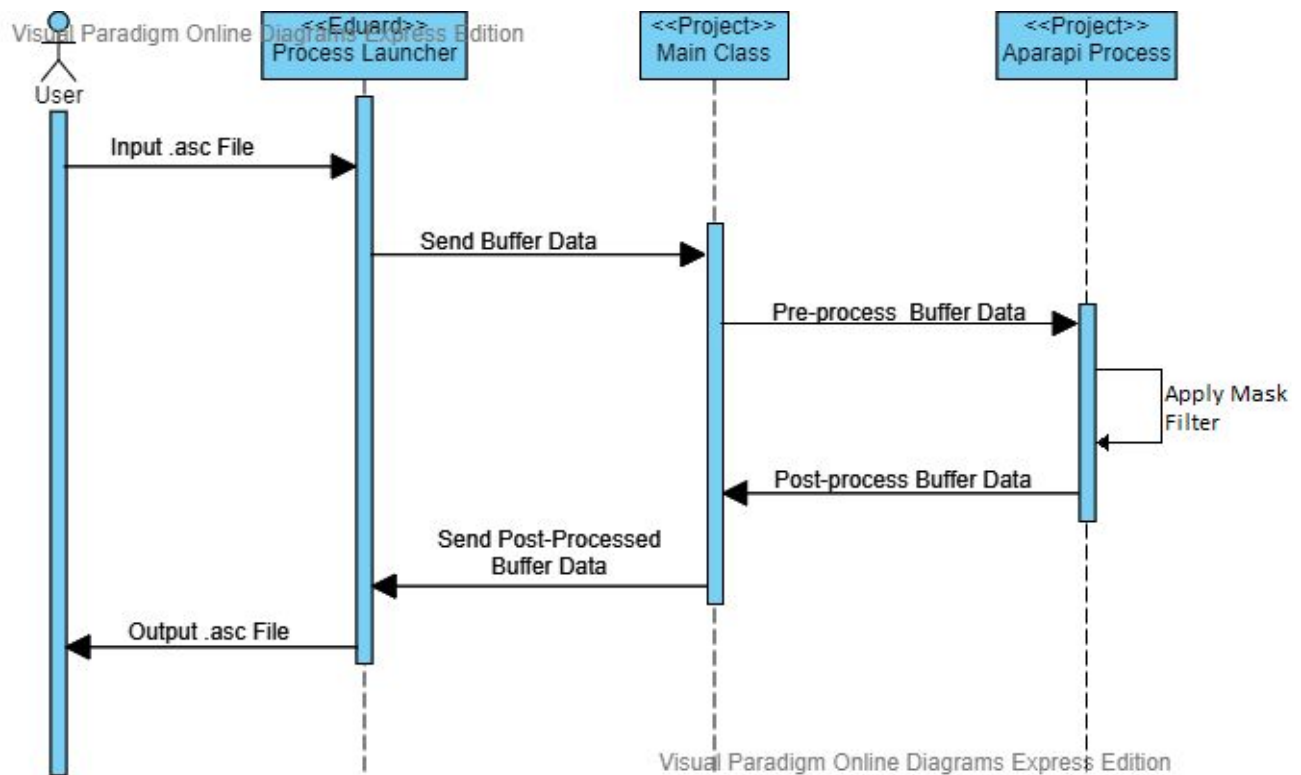 <<Eduard>>
Process Launcher
<<Project>>
Main Class
<<Project>>
Aparapi Process
Visual Paradigm Online Diagrams Express Edition
User
Input .asc File
Send Buffer Data
Pre-process  Buffer Data
Apply Mask
Filter
Post-process Buffer Data
Send Post-Processed
Buffer Data
Output .asc File
Visual Paradigm Online Diagrams Express Edition